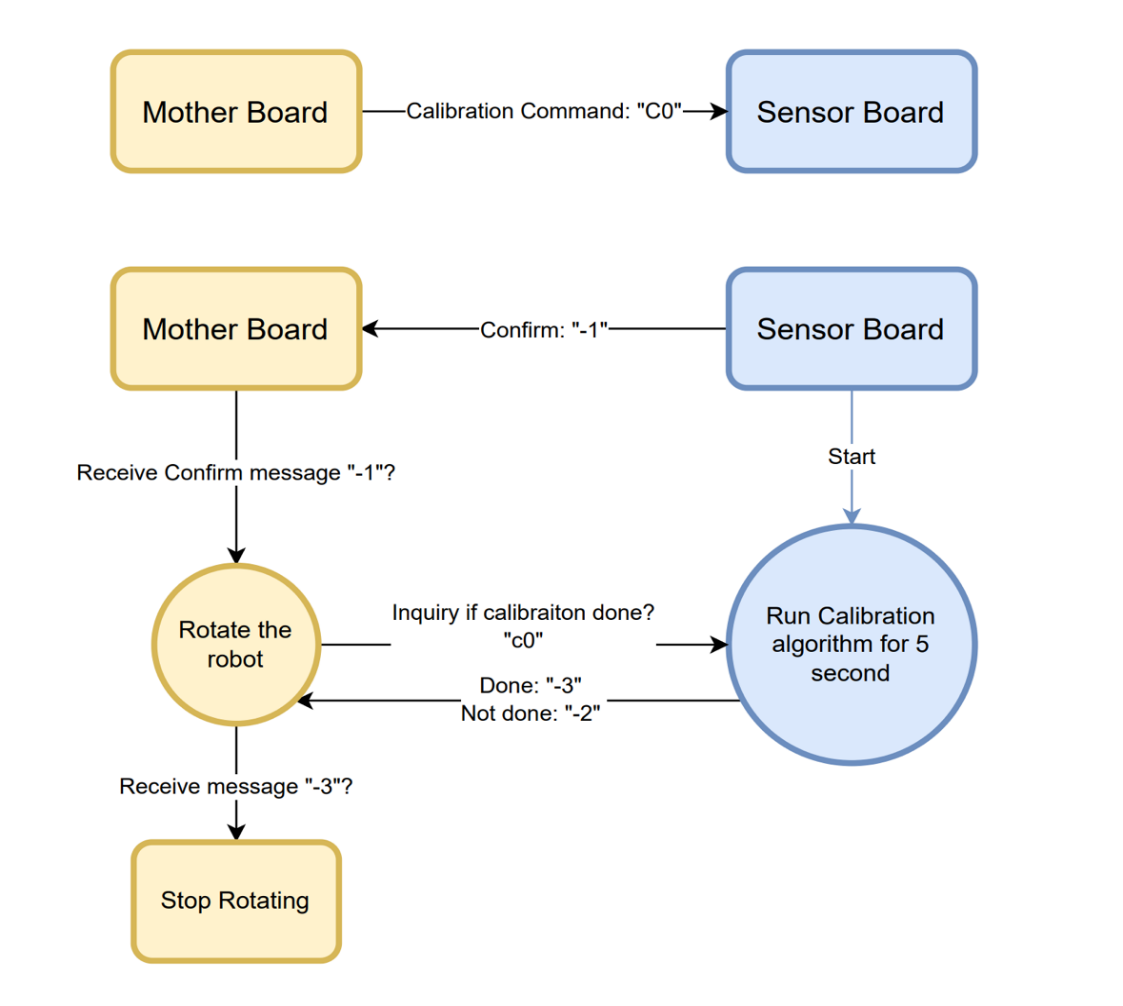 Mother Board
Calibration Command: "C0"
Sensor Board
Mother Board
Confirm: "-1"
Sensor Board
Receive Confirm message "-1"?
Start
Rotate the
robot
Inquiry if calibraiton done?
"c0"
Done: "-3"
Not done: "-2"
Run Calibration
algorithm for 5
second
Receive message "-3"?
Stop Rotating